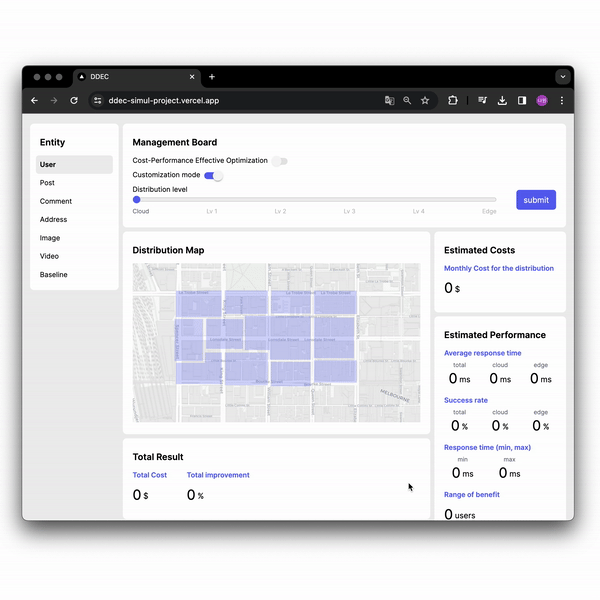 DDEC
ddec-simul-project.vercel.app
Entity
User
Post
Comment
Address
Image
Video
Baseline
Management Board
Cost-Performance Effective Optimization
Customization mode
Distribution level
Cloud Lv 1 Lv 2 Lv 3 Lv 4 Edge
submit
Distribution Map
MELBOURNE
Estimated Costs
Monthly Cost for the distribution
0 $
Estimated Performance
Average response time
total cloud edge
0 ms 0 ms 0 ms
Success rate
total cloud edge
0 % 0 % 0 %
Response time (min, max)
min max
0 ms 0 ms
Range of benefit
0 users
Total Result
Total Cost Total improvement
0 $ 0 %